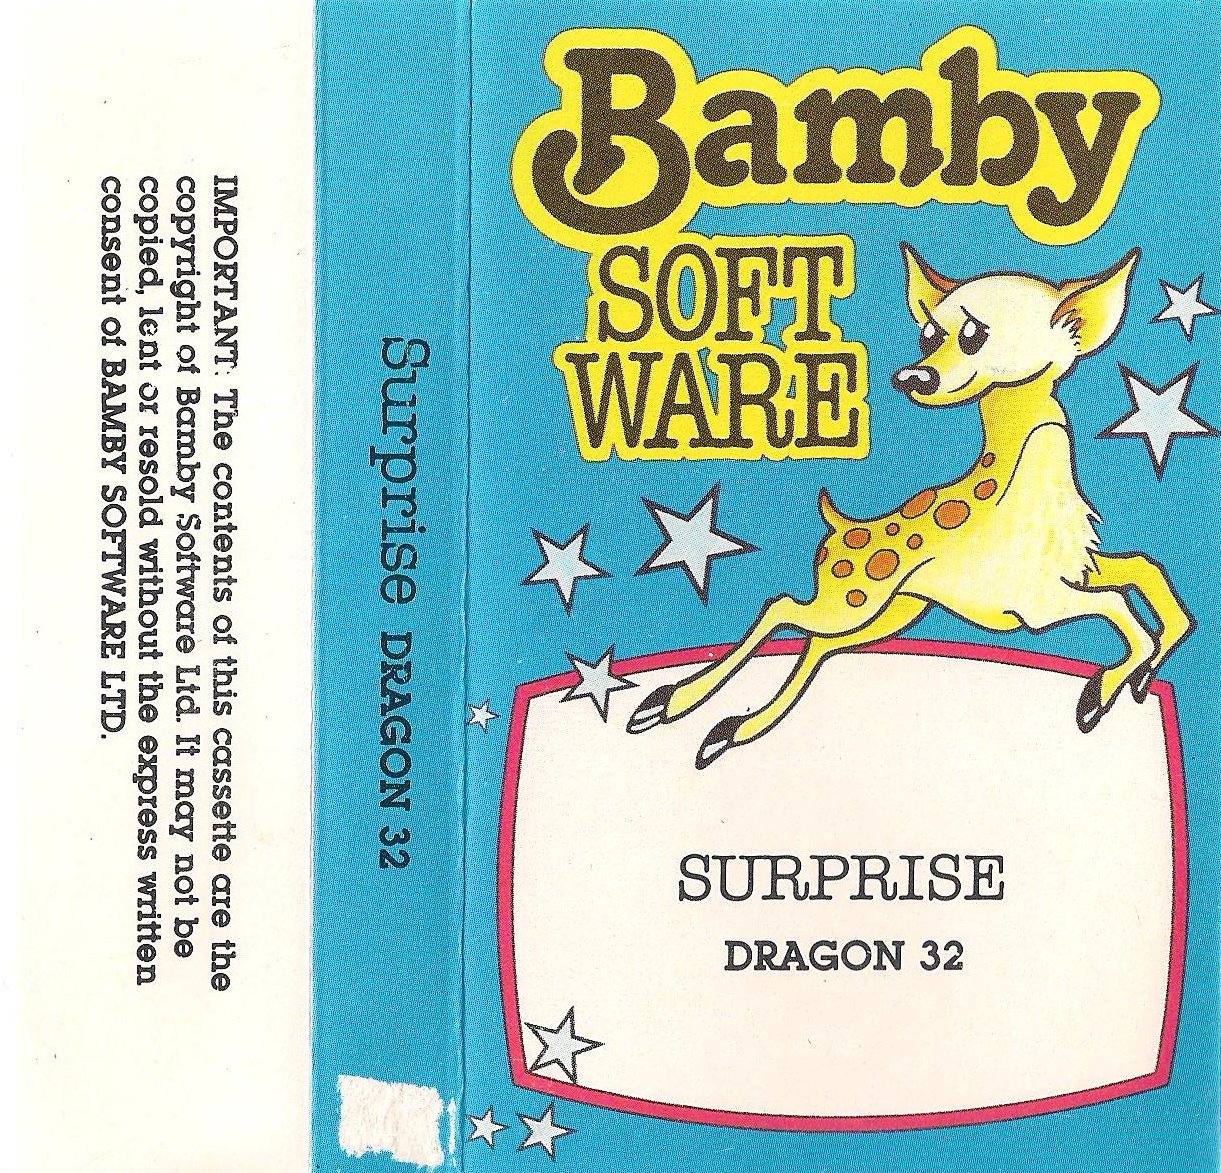 IMPORTANT: The contents of this cassette are the
copyright of Bamby Software Ltd. It may not be
copied, lent or resold without the express written
consent of BAMBY SOFTWARE LTD.
Surprise DRAGON 32
Bamby
SOFT
WARE
SURPRISE
DRAGON 32